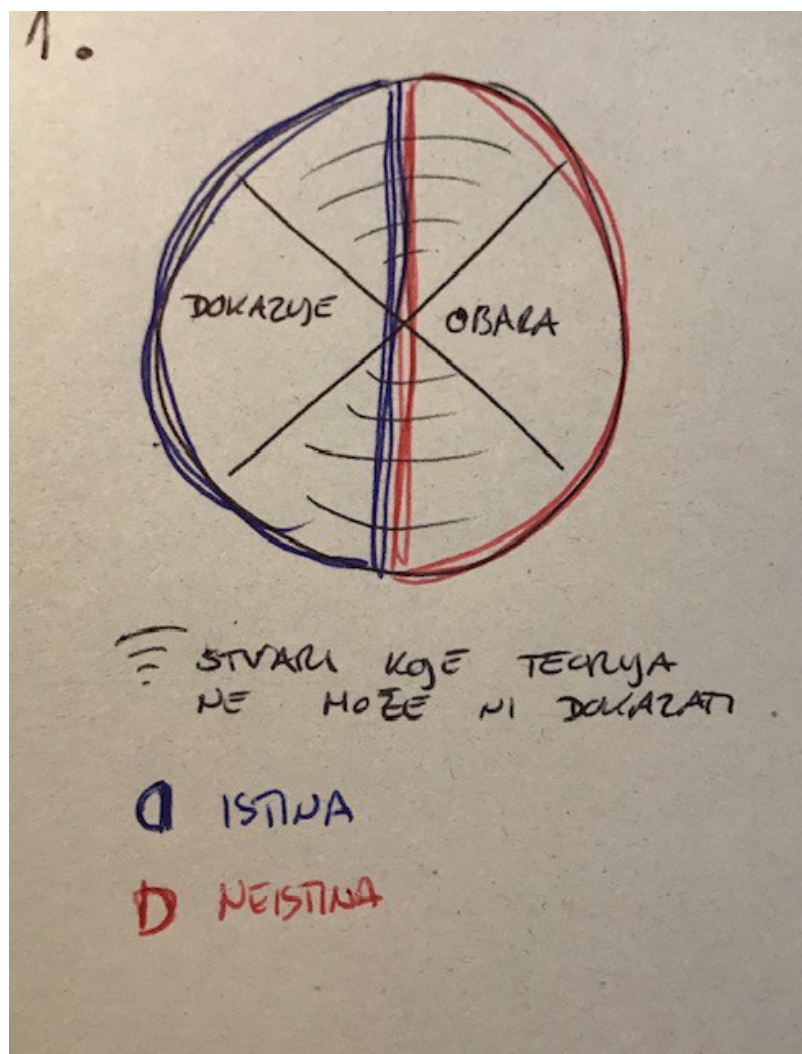 1.
DOKAZUJE
OBARA
STVARI KOJE TEORIJA
NE MOŽE NI DOKAZATI
ISTINA
NEISTINA